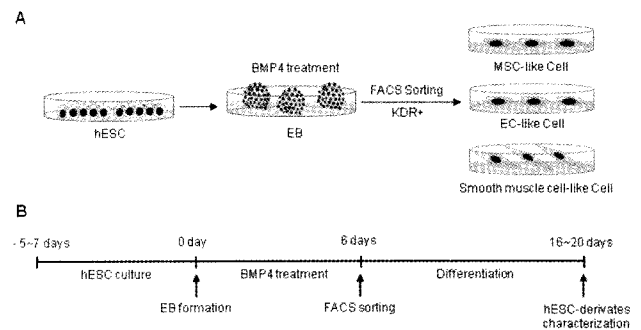 A
BMP4 treatment
FACS Sorting
KDR+
hESC
EB
MSC-like Cell
EC-like Cell
Smooth muscle cell-like Cell
B
- 5~7 days
0 day
6 days
16~20 days
hESC culture
BMP4 treatment
Differentiation
EB formation
FACS sorting
hESC-derivates
characterization